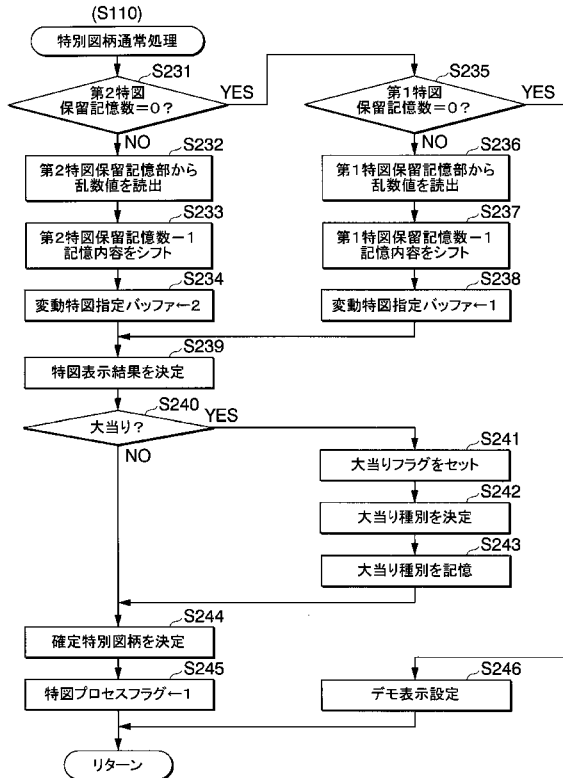 (S110)
特別図柄通常処理
S231
第2特図
保留記憶数=0?
YES
NO
S232
第2特図保留記憶部から
乱数値を読出
S233
第2特図保留記憶数-1
記憶内容をシフト
S234
変動特図指定バッファ←2
S235
第1特図
保留記憶数=0?
YES
NO
S236
第1特図保留記憶部から
乱数値を読出
S237
第1特図保留記憶数-1
記憶内容をシフト
S238
変動特図指定バッファ←1
S239
特図表示結果を決定
S240
大当り?
YES
NO
S241
大当りフラグをセット
S242
大当り種別を決定
S243
大当り種別を記憶
S244
確定特別図柄を決定
S245
特図プロセスフラグ←1
S246
デモ表示設定
リターン